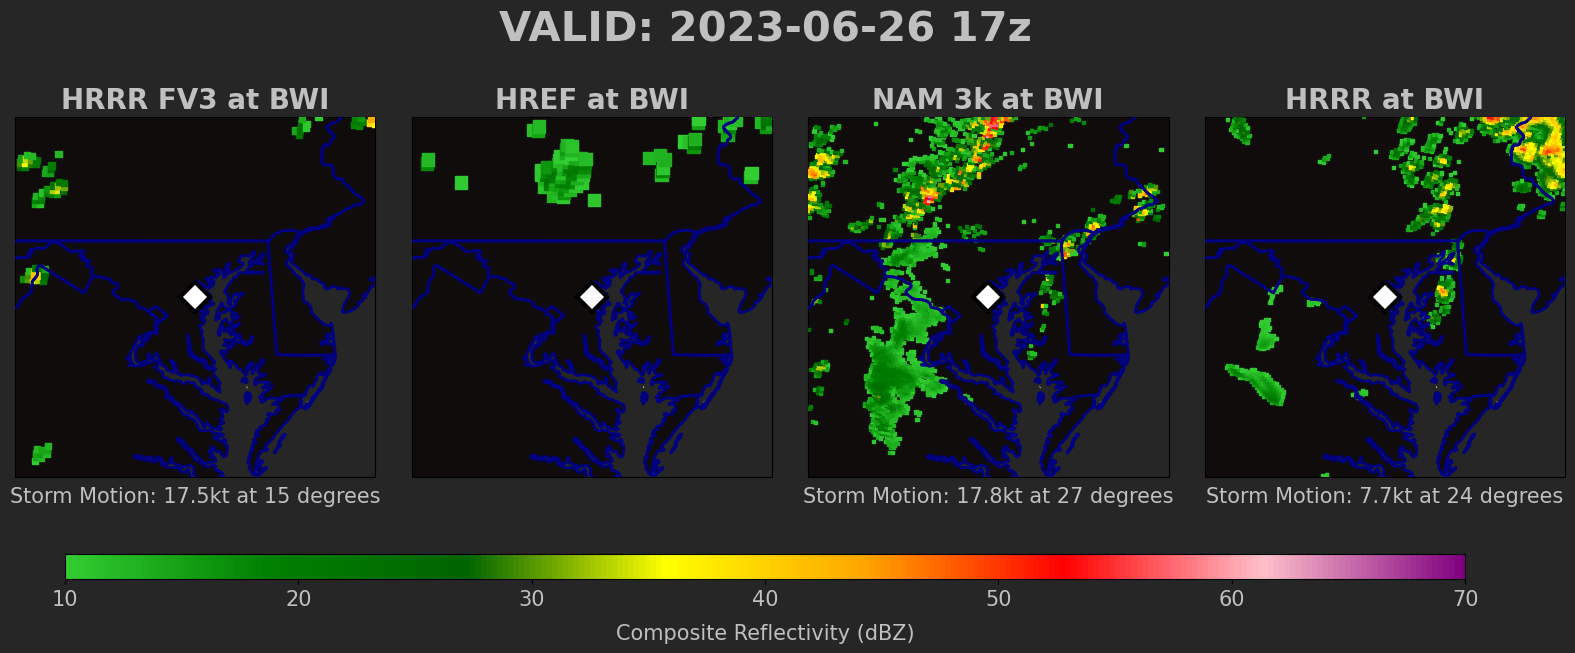 VALID: 2023-06-26 17z
HRRR FV3 at BWI
HREF at BWI
NAM 3k at BWI
HRRR at BWI
Storm Motion: 17.5kt at 15 degrees
Storm Motion: 17.8kt at 27 degrees
Storm Motion: 7.7kt at 24 degrees
10 20 30 40 50 60 70
Composite Reflectivity (dBZ)